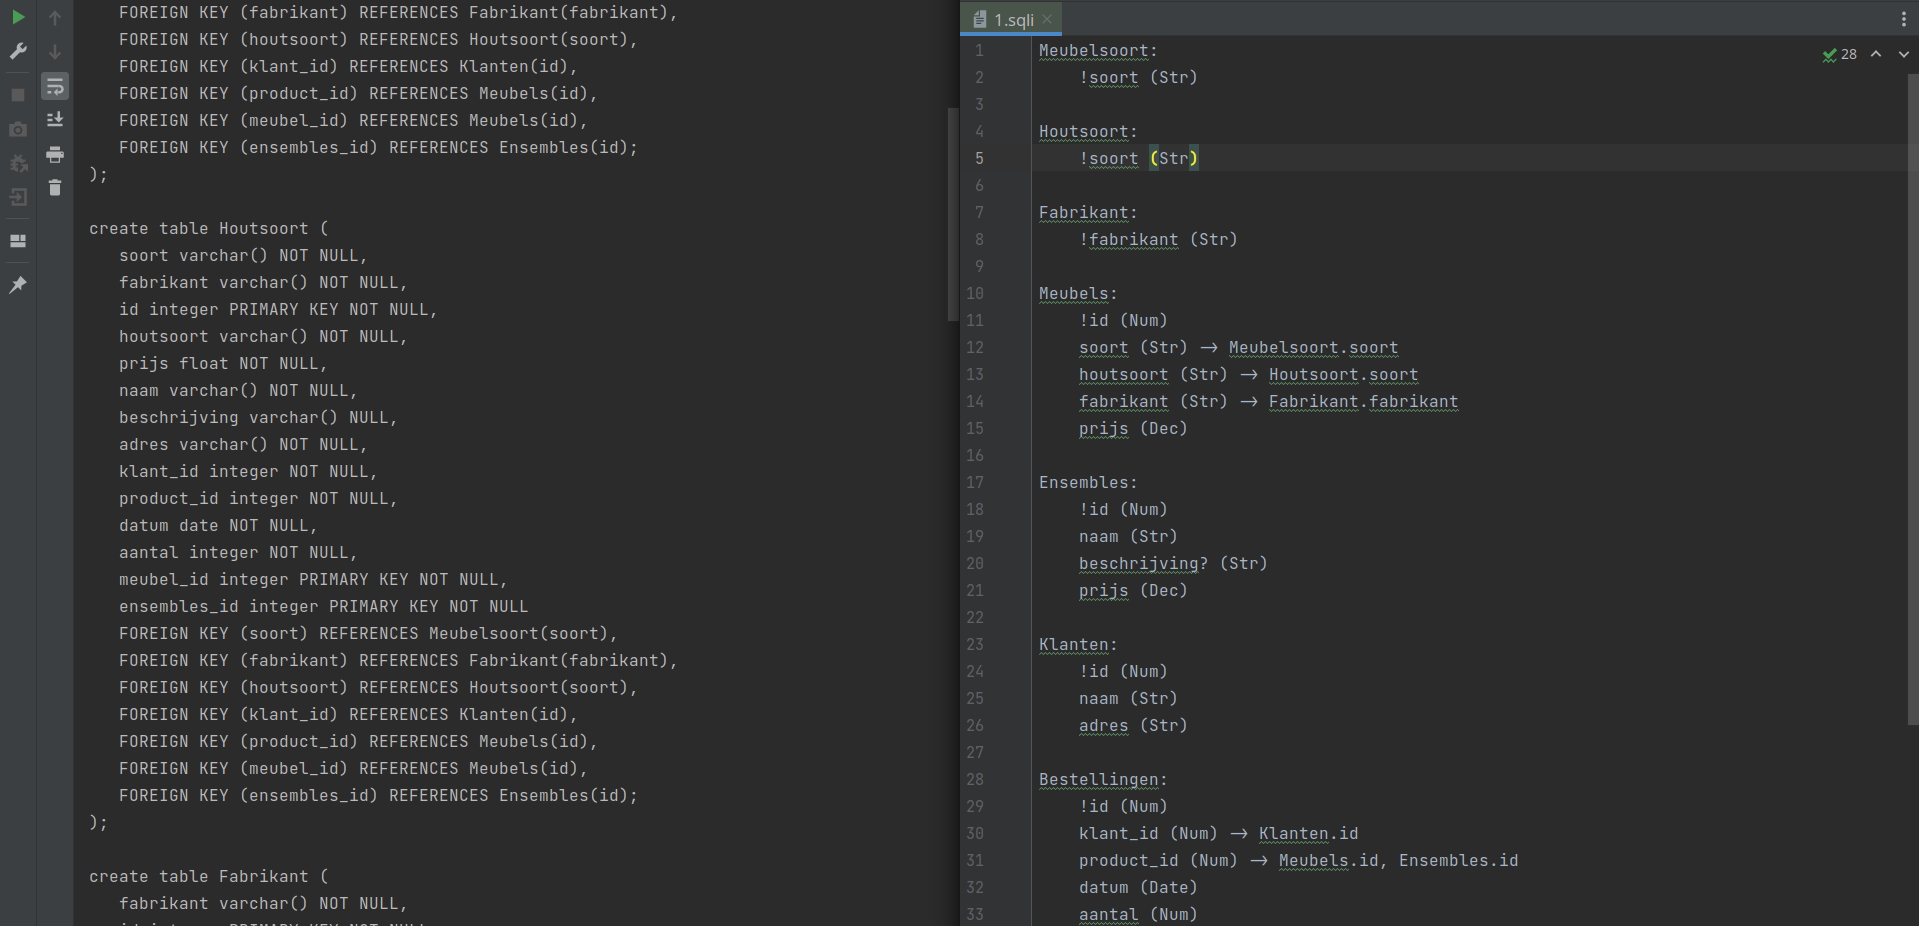 FOREIGN KEY (fabrikant) REFERENCES Fabrikant(fabrikant),
FOREIGN KEY (houtsoort) REFERENCES Houtsoort(soort),
FOREIGN KEY (klant_id) REFERENCES Klanten(id),
FOREIGN KEY (product_id) REFERENCES Meubels(id),
FOREIGN KEY (meubel_id) REFERENCES Meubels(id),
FOREIGN KEY (ensembles_id) REFERENCES Ensembles(id);
);
create table Houtsoort (
soort varchar() NOT NULL,
fabrikant varchar() NOT NULL,
id integer PRIMARY KEY NOT NULL,
houtsoort varchar() NOT NULL,
prijs float NOT NULL,
naam varchar() NOT NULL,
beschrijving varchar() NULL,
adres varchar() NOT NULL,
klant_id integer NOT NULL,
product_id integer NOT NULL,
datum date NOT NULL,
aantal integer NOT NULL,
meubel_id integer PRIMARY KEY NOT NULL,
ensembles_id integer PRIMARY KEY NOT NULL
FOREIGN KEY (soort) REFERENCES Meubelsoort(soort),
FOREIGN KEY (fabrikant) REFERENCES Fabrikant(fabrikant),
FOREIGN KEY (houtsoort) REFERENCES Houtsoort(soort),
FOREIGN KEY (klant_id) REFERENCES Klanten(id),
FOREIGN KEY (product_id) REFERENCES Meubels(id),
FOREIGN KEY (meubel_id) REFERENCES Meubels(id),
FOREIGN KEY (ensembles_id) REFERENCES Ensembles(id);
);
create table Fabrikant (
fabrikant varchar() NOT NULL,
1.sqli
28
1 Meubelsoort:
2 !soort (Str)
3
4 Houtsoort:
5 !soort (Str)
6
7 Fabrikant:
8 !fabrikant (Str)
9
10 Meubels:
11 !id (Num)
12 soort (Str) -> Meubelsoort.soort
13 houtsoort (Str) -> Houtsoort.soort
14 fabrikant (Str) -> Fabrikant.fabrikant
15 prijs (Dec)
16
17 Ensembles:
18 !id (Num)
19 naam (Str)
20 beschrijving? (Str)
21 prijs (Dec)
22
23 Klanten:
24 !id (Num)
25 naam (Str)
26 adres (Str)
27
28 Bestellingen:
29 !id (Num)
30 klant_id (Num) -> Klanten.id
31 product_id (Num) -> Meubels.id, Ensembles.id
32 datum (Date)
33 aantal (Num)